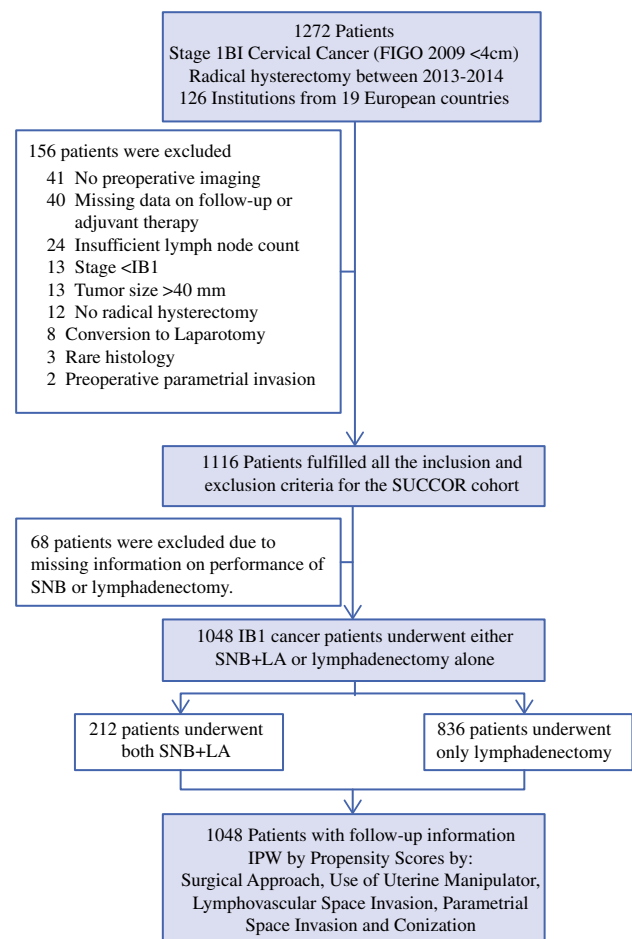 1272 Patients
Stage 1BI Cervical Cancer (FIGO 2009 <4cm)
Radical hysterectomy between 2013-2014
126 Institutions from 19 European countries
156 patients were excluded
41 No preoperative imaging
40 Missing data on follow-up or
adjuvant therapy
24 Insufficient lymph node count
13 Stage <IB1
13 Tumor size >40 mm
12 No radical hysterectomy
8 Conversion to Laparotomy
3 Rare histology
2 Preoperative parametrial invasion
1116 Patients fulfilled all the inclusion and
exclusion criteria for the SUCCOR cohort
68 patients were excluded due to
missing information on performance of
SNB or lymphadenectomy.
1048 IB1 cancer patients underwent either
SNB+LA or lymphadenectomy alone
212 patients underwent
both SNB+LA
836 patients underwent
only lymphadenectomy
1048 Patients with follow-up information
IPW by Propensity Scores by:
Surgical Approach, Use of Uterine Manipulator,
Lymphovascular Space Invasion, Parametrial
Space Invasion and Conization